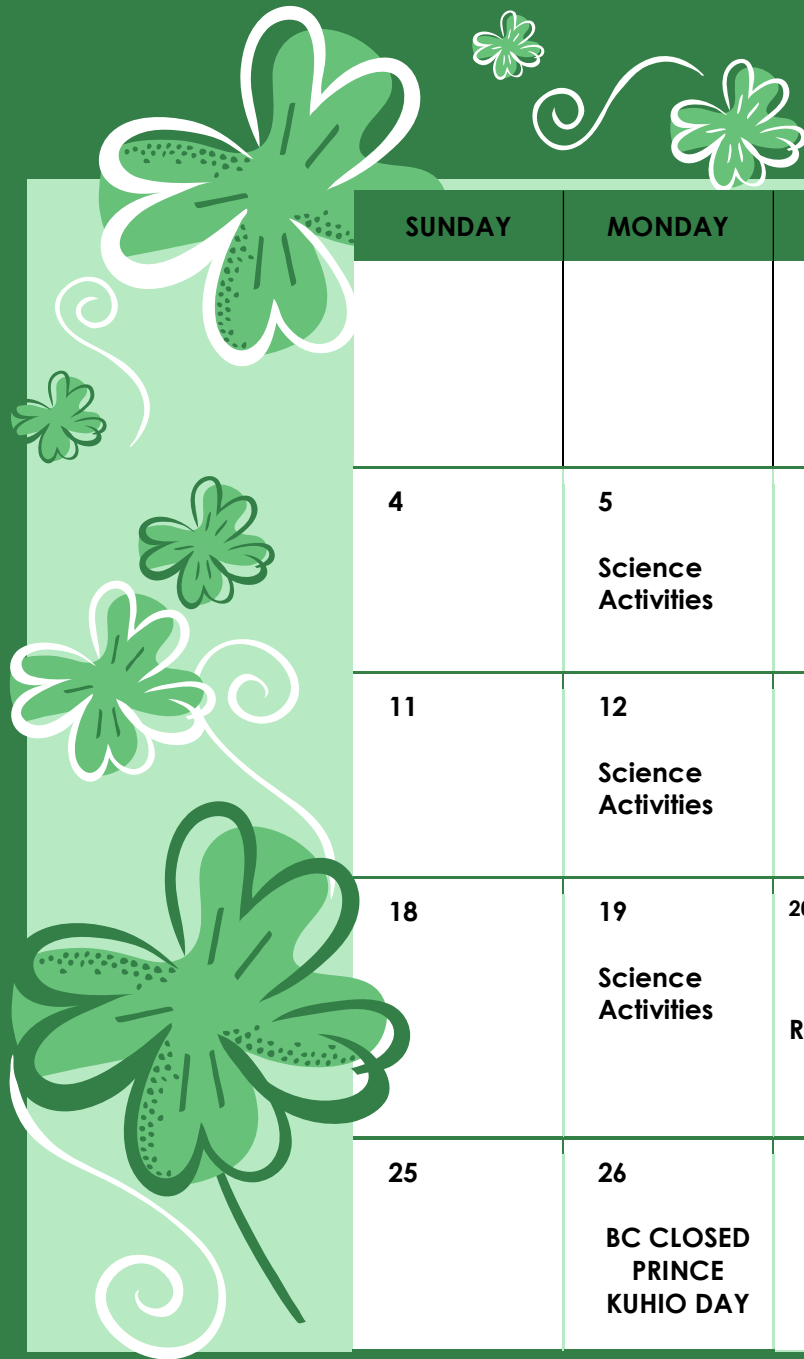 SUNDAY MONDAY
4 5
Science
Activities
11 12
Science
Activities
18 19
Science
Activities
25 26
BC CLOSED
PRINCE
KUHIO DAY